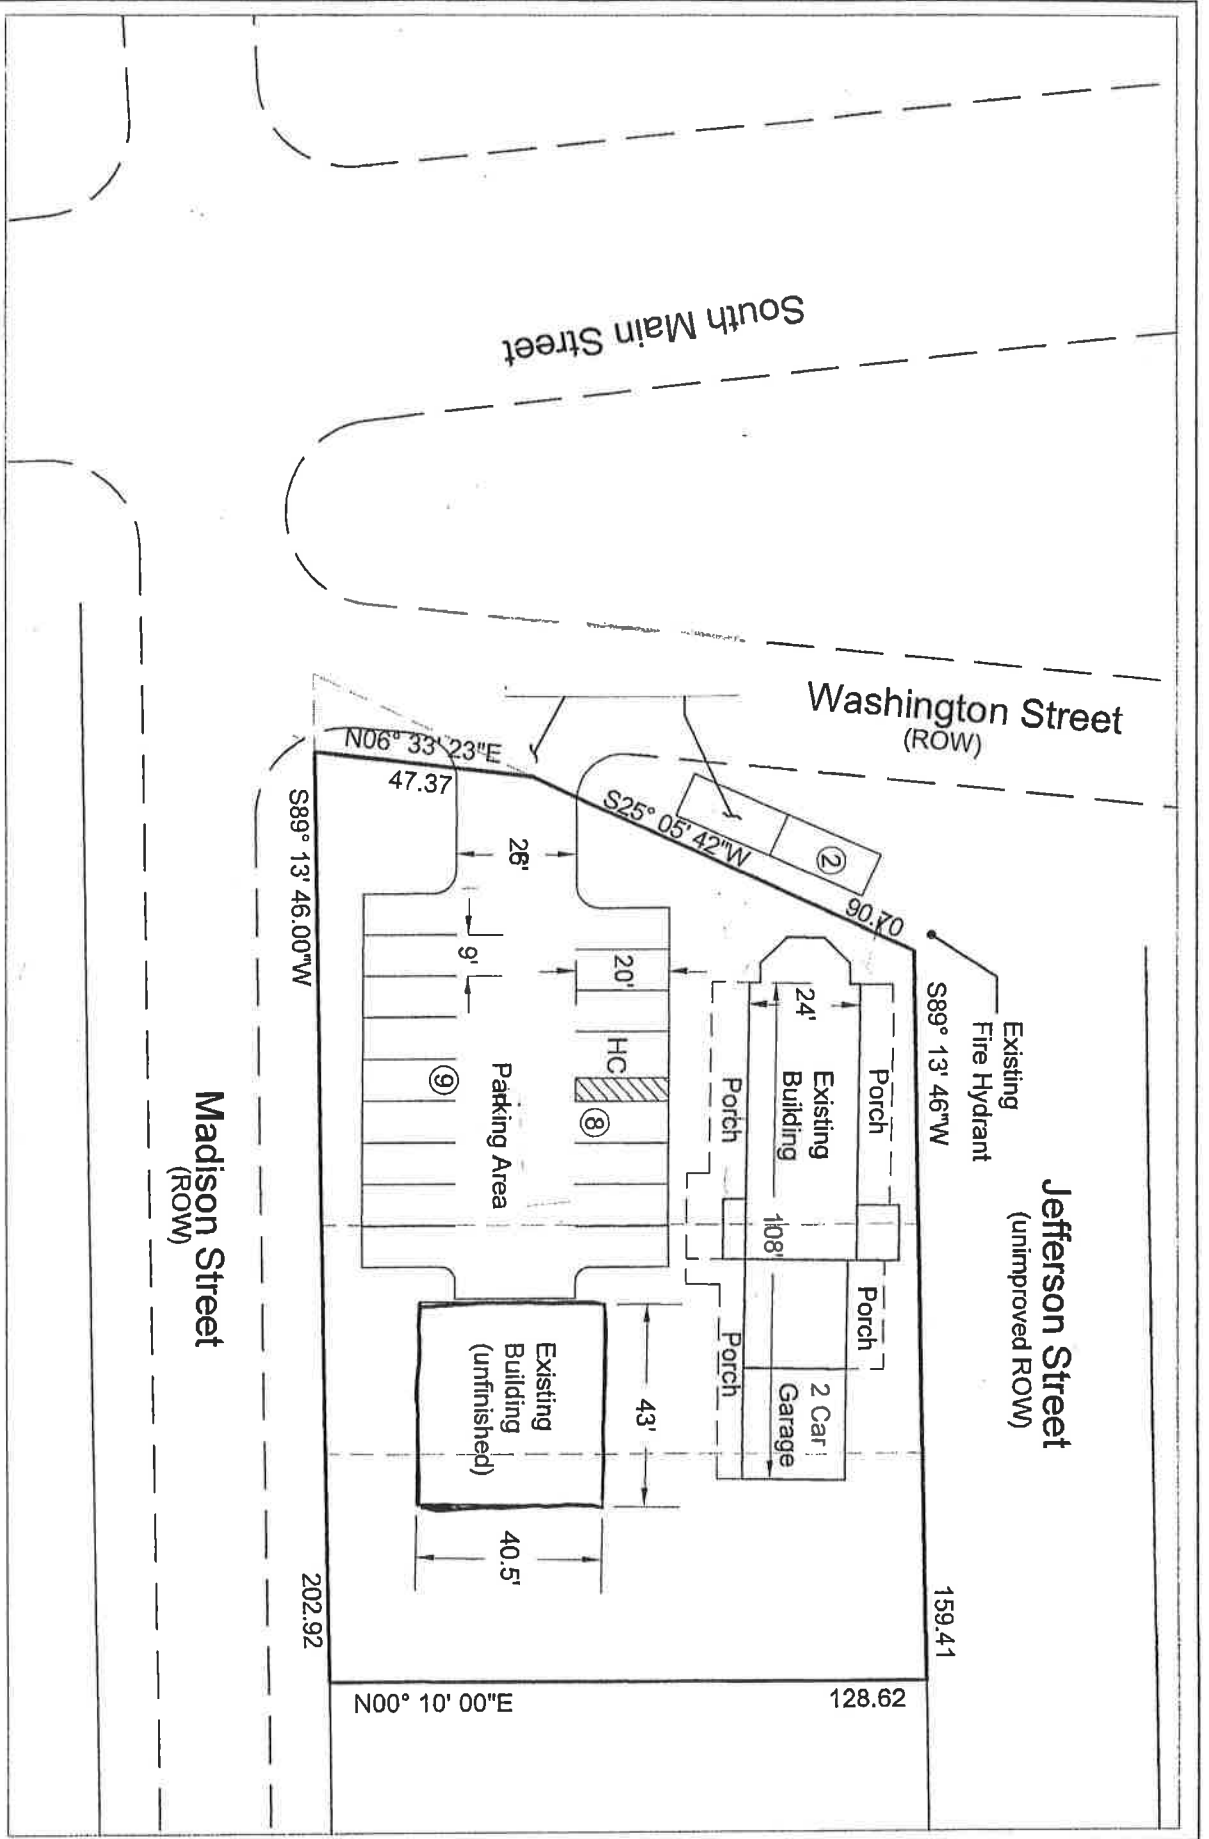 South Main Street
Washington Street
(ROW)
N06° 33' 23"E
47.37
S25° 05' 42"W
90.70
②
S89° 13' 46.00"W
202.92
26'
9'
20'
HC
⑧
⑨
Parking Area
24'
Existing
Building
108'
Porch
Porch
Porch
Porch
2 Car
Garage
Existing
Fire Hydrant
S89° 13' 46"W
159.41
Jefferson Street
(unimproved ROW)
Madison Street
(ROW)
Existing
Building
(unfinished)
43'
40.5'
N00° 10' 00"E
128.62